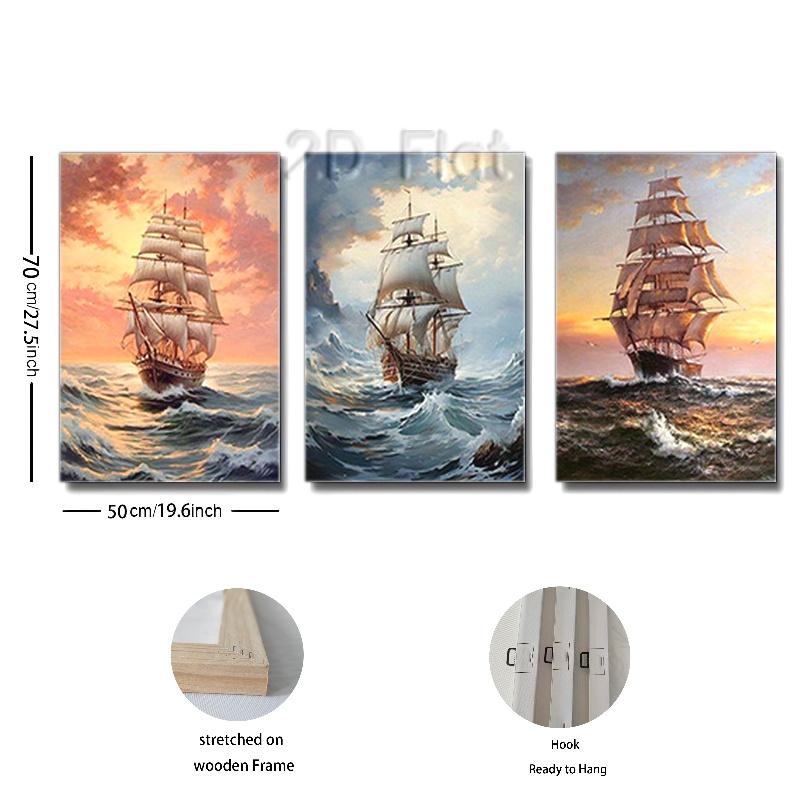 2D Flat
70 cm/27.5inch
50 cm/19.6inch
stretched on
wooden Frame
Hook
Ready to Hang